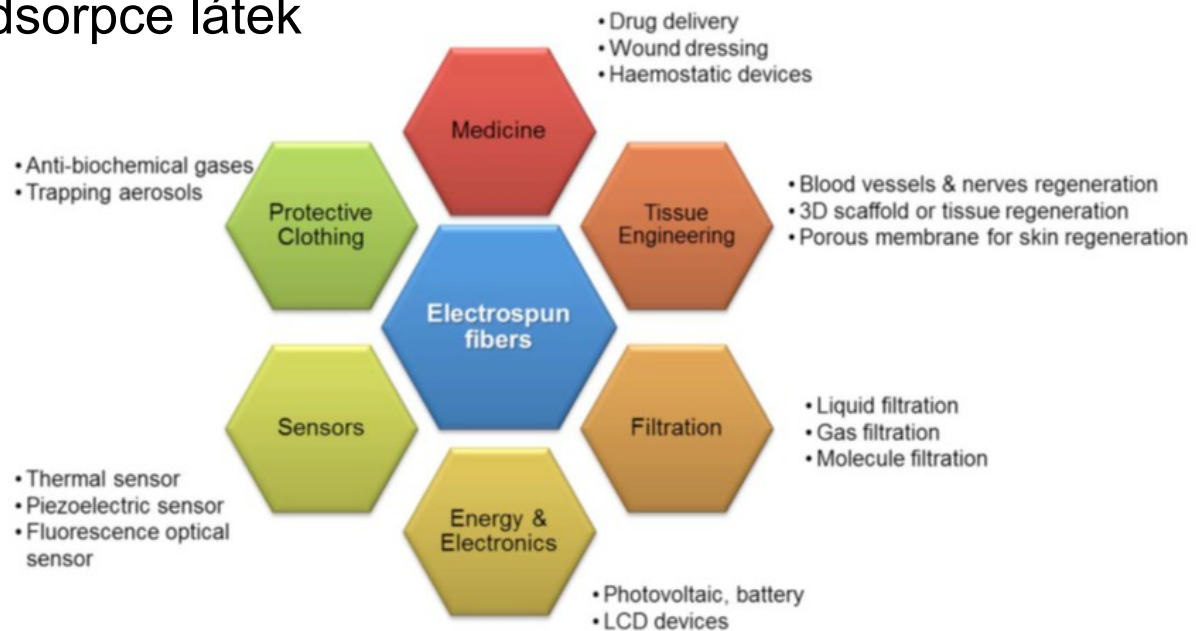 látek
• Drug delivery
• Wound dressing
• Haemostatic devices
Medicine
• Anti-biochemical gases
• Trapping aerosols
Protective
Clothing
Tissue
Engineering
• Blood vessels & nerves regeneration
• 3D scaffold or tissue regeneration
• Porous membrane for skin regeneration
Electrospun
fibers
Sensors
• Thermal sensor
• Piezoelectric sensor
• Fluorescence optical
sensor
Filtration
• Liquid filtration
• Gas filtration
• Molecule filtration
Energy &
Electronics
• Photovoltaic, battery
• LCD devices